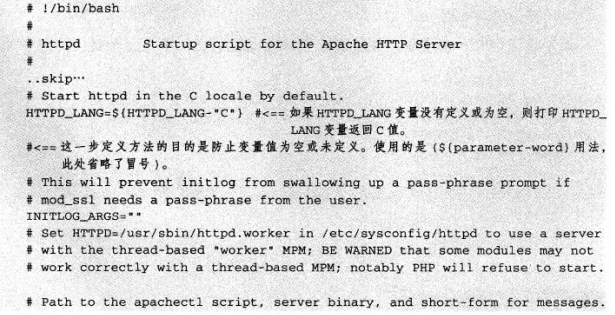 # !/bin/bash
#
# httpd        Startup script for the Apache HTTP Server
#
..skip…
# Start httpd in the C locale by default.
HTTPD_LANG=${HTTPD_LANG-"C"}  #<== 如果 HTTPD_LANG 变量没有定义或为空，则打印 HTTPD_
LANG 变量返回 C 值。
#<== 这一步定义方法的目的是防止变量值为空或未定义。使用的是 (${parameter-word} 用法，
此处省略了冒号 )。
# This will prevent initlog from swallowing up a pass-phrase prompt if
# mod_ssl needs a pass-phrase from the user.
INITLOG_ARGS=""
# Set HTTPD=/usr/sbin/httpd.worker in /etc/sysconfig/httpd to use a server
# with the thread-based "worker" MPM; BE WARNED that some modules may not
# work correctly with a thread-based MPM; notably PHP will refuse to start.
# Path to the apachectl script, server binary, and short-form for messages.